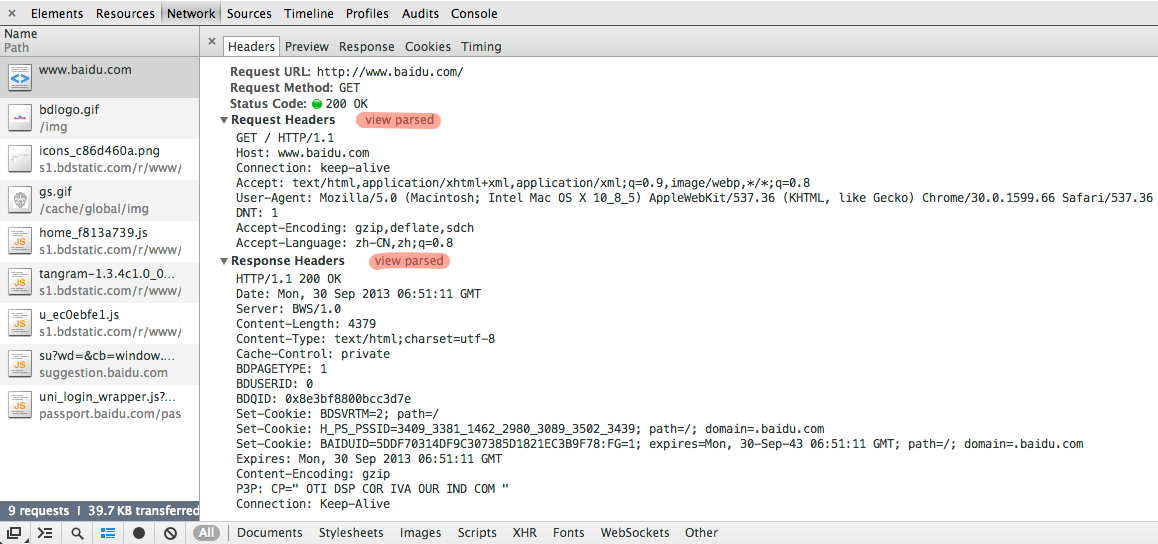 × Elements Resources Network Sources Timeline Profiles Audits Console
Name
Path
www.baidu.com
bdlogo.gif
/img
icons_c86d460a.png
s1.bdstatic.com/r/www/
gs.gif
/cache/global/img
home_f813a739.js
s1.bdstatic.com/r/www/
tangram-1.3.4c1.0_0...
s1.bdstatic.com/r/www/
u_ec0ebfe1.js
s1.bdstatic.com/r/www/
su?wd=&cb=window....
suggestion.baidu.com
uni_login_wrapper.js?...
passport.baidu.com/pas
× Headers Preview Response Cookies Timing
Request URL: http://www.baidu.com/
Request Method: GET
Status Code: 200 OK
▼ Request Headers view parsed
GET / HTTP/1.1
Host: www.baidu.com
Connection: keep-alive
Accept: text/html,application/xhtml+xml,application/xml;q=0.9,image/webp,*/*;q=0.8
User-Agent: Mozilla/5.0 (Macintosh; Intel Mac OS X 10_8_5) AppleWebKit/537.36 (KHTML, like Gecko) Chrome/30.0.1599.66 Safari/537.36
DNT: 1
Accept-Encoding: gzip,deflate,sdch
Accept-Language: zh-CN,zh;q=0.8
▼ Response Headers view parsed
HTTP/1.1 200 OK
Date: Mon, 30 Sep 2013 06:51:11 GMT
Server: BWS/1.0
Content-Length: 4379
Content-Type: text/html;charset=utf-8
Cache-Control: private
BDPAGETYPE: 1
BDUSERID: 0
BDQID: 0x8e3bf8800bcc3d7e
Set-Cookie: BDSVRTM=2; path=/
Set-Cookie: H_PS_PSSID=3409_3381_1462_2980_3089_3502_3439; path=/; domain=.baidu.com
Set-Cookie: BAIDUID=5DDF70314DF9C307385D1821EC3B9F78:FG=1; expires=Mon, 30-Sep-43 06:51:11 GMT; path=/; domain=.baidu.com
Expires: Mon, 30 Sep 2013 06:51:11 GMT
Content-Encoding: gzip
P3P: CP=" OTI DSP COR IVA OUR IND COM "
Connection: Keep-Alive
9 requests | 39.7 KB transferred
All Documents Stylesheets Images Scripts XHR Fonts WebSockets Other